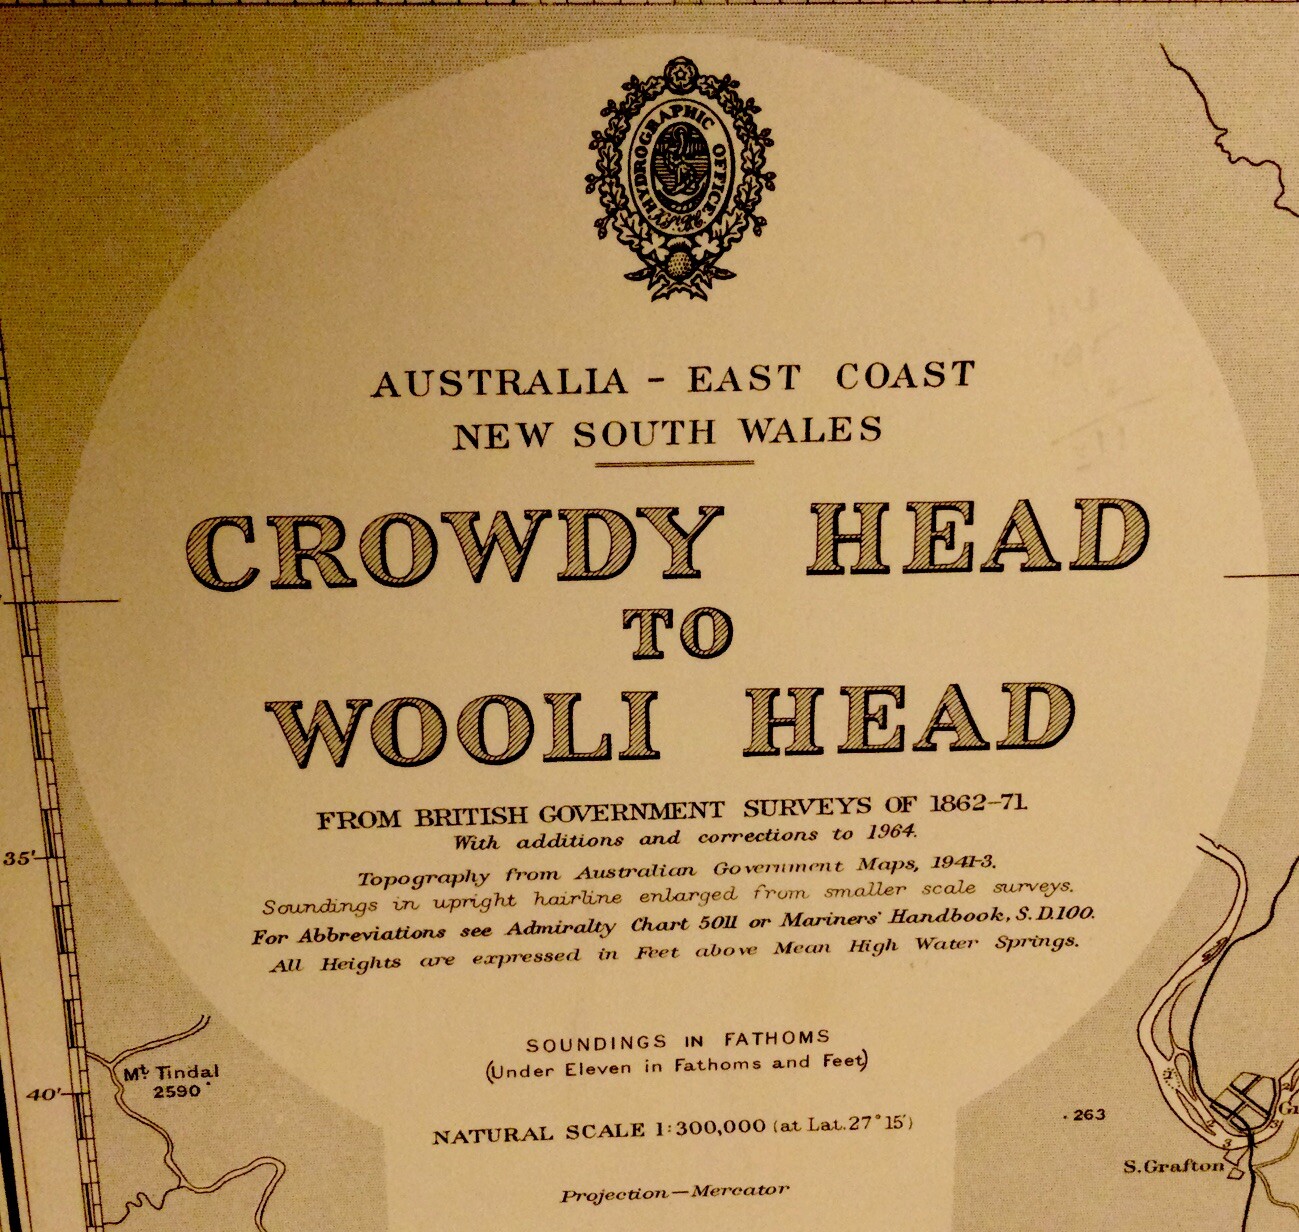 HYDROGRAPHIC OFFICE
AUSTRALIA - EAST COAST
NEW SOUTH WALES
CROWDY HEAD
TO
WOOLI HEAD
FROM BRITISH GOVERNMENT SURVEYS OF 1862-71
With additions and corrections to 1964.
Topography from Australian Government Maps, 1941-3.
Soundings in upright hairline enlarged from smaller scale surveys.
For Abbreviations see Admiralty Chart 5011 or Mariners' Handbook, S.D.100.
All Heights are expressed in Feet above Mean High Water Springs.
SOUNDINGS IN FATHOMS
(Under Eleven in Fathoms and Feet)
NATURAL SCALE 1:300,000 (at Lat. 27°15')
Projection—Mercator
35'
40'
Mt. Tindal
2590
263
S. Grafton